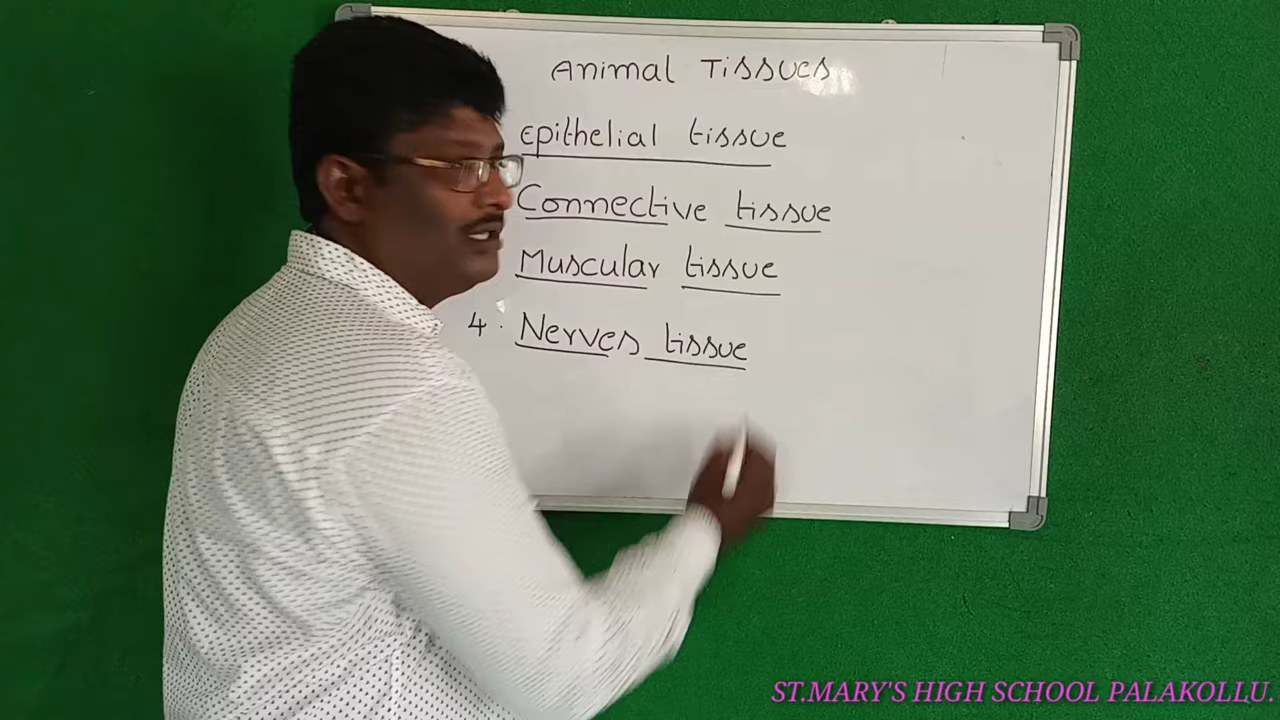 Animal Tissues
Epithelial tissue
Connective tissue
Muscular tissue
4. Nerves tissue
ST.MARY'S HIGH SCHOOL PALAKOLLU.